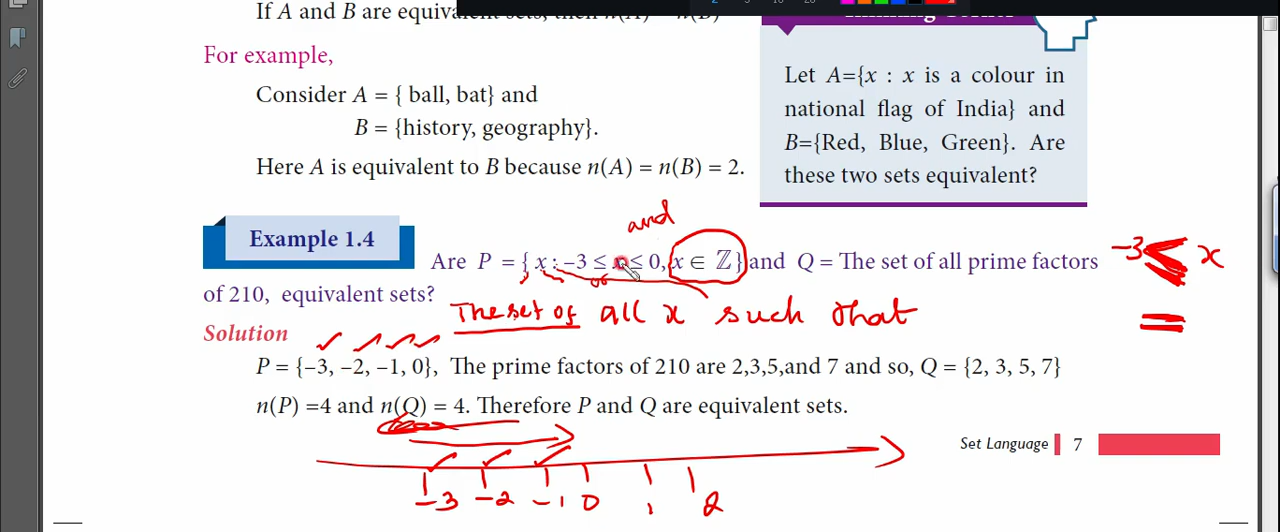 If A and B are equivalent sets, then n(A) = n(B)
For example,
Consider A = { ball, bat} and
B = {history, geography}.
Here A is equivalent to B because n(A) = n(B) = 2.
Let A={x : x is a colour in
national flag of India} and
B={Red, Blue, Green}. Are
these two sets equivalent?
and
Example 1.4
Are P = { x : –3 ≤ x ≤ 0, x ∈ ℤ} and Q = The set of all prime factors
-3 < x
of 210, equivalent sets?
or
The set of all x such that
=
Solution
P = {–3, –2, –1, 0}, The prime factors of 210 are 2,3,5,and 7 and so, Q = {2, 3, 5, 7}
n(P) =4 and n(Q) = 4. Therefore P and Q are equivalent sets.
Set Language 7
-3 -2 -1 0 1 2